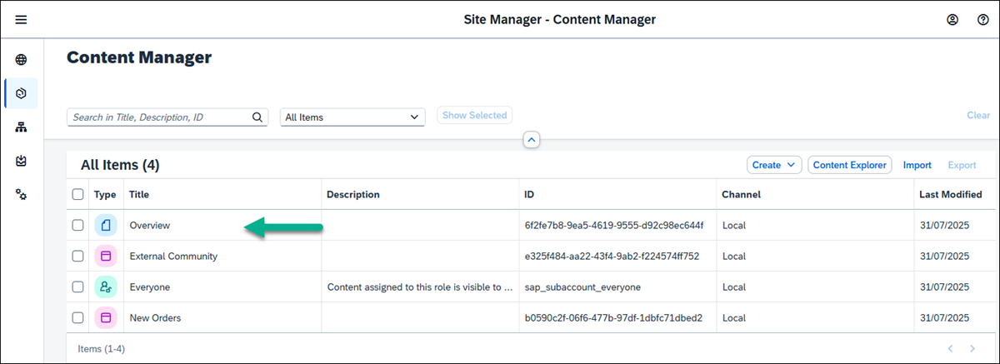 Site Manager - Content Manager
Content Manager
Search in Title, Description, ID All Items Show Selected Clear
All Items (4) Create Content Explorer Import Export
Type Title Description ID Channel Last Modified
Overview 6f2fe7b8-9ea5-4619-9555-d92c98ec644f Local 31/07/2025
External Community e325f484-aa22-43f4-9ab2-f224574ff752 Local 31/07/2025
Everyone Content assigned to this role is visible to ... sap_subaccount_everyone Local 31/07/2025
New Orders b0590c2f-06f6-477b-97df-1dbfc71dbed2 Local 31/07/2025
Items (1-4)